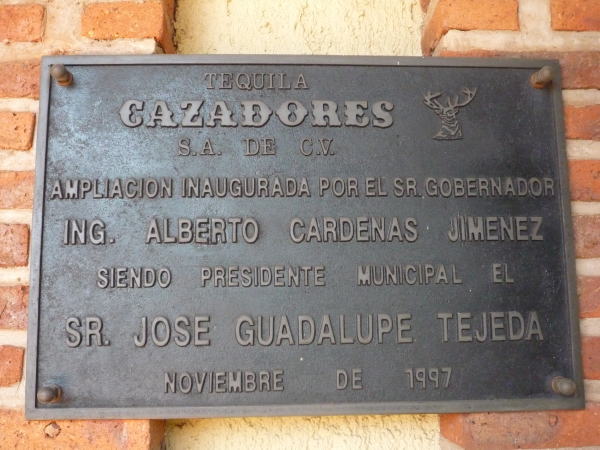 TEQUILA
CAZADORES
S.A. DE C.V.
AMPLIACION INAUGURADA POR EL SR. GOBERNADOR
ING. ALBERTO CARDENAS JIMENEZ
SIENDO PRESIDENTE MUNICIPAL EL
SR. JOSE GUADALUPE TEJEDA
NOVIEMBRE DE 1997